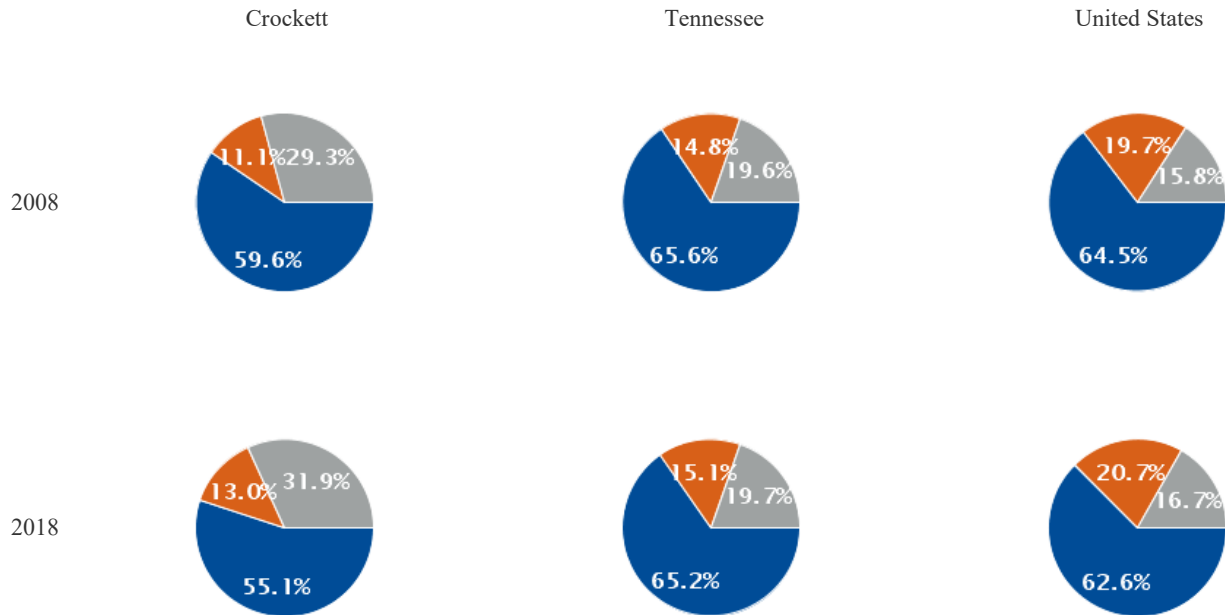 Crockett Tennessee United States
2008
11.1% 29.3% 59.6%
14.8% 19.6% 65.6%
19.7% 15.8% 64.5%
2018
13.0% 31.9% 55.1%
15.1% 19.7% 65.2%
20.7% 16.7% 62.6%